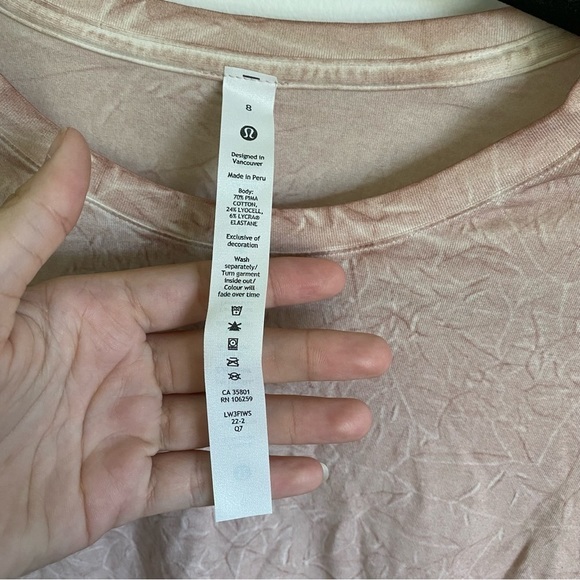 8
Designed in
Vancouver
Made in Peru
Body:
70% PIMA
COTTON,
24% LYOCELL,
6% LYCRA®
ELASTANE
Exclusive of
decoration
Wash
separately/
Turn garment
inside out/
Colour will
fade over time
CA 35801
RN 106259
LW3FIWS
22-2
Q7